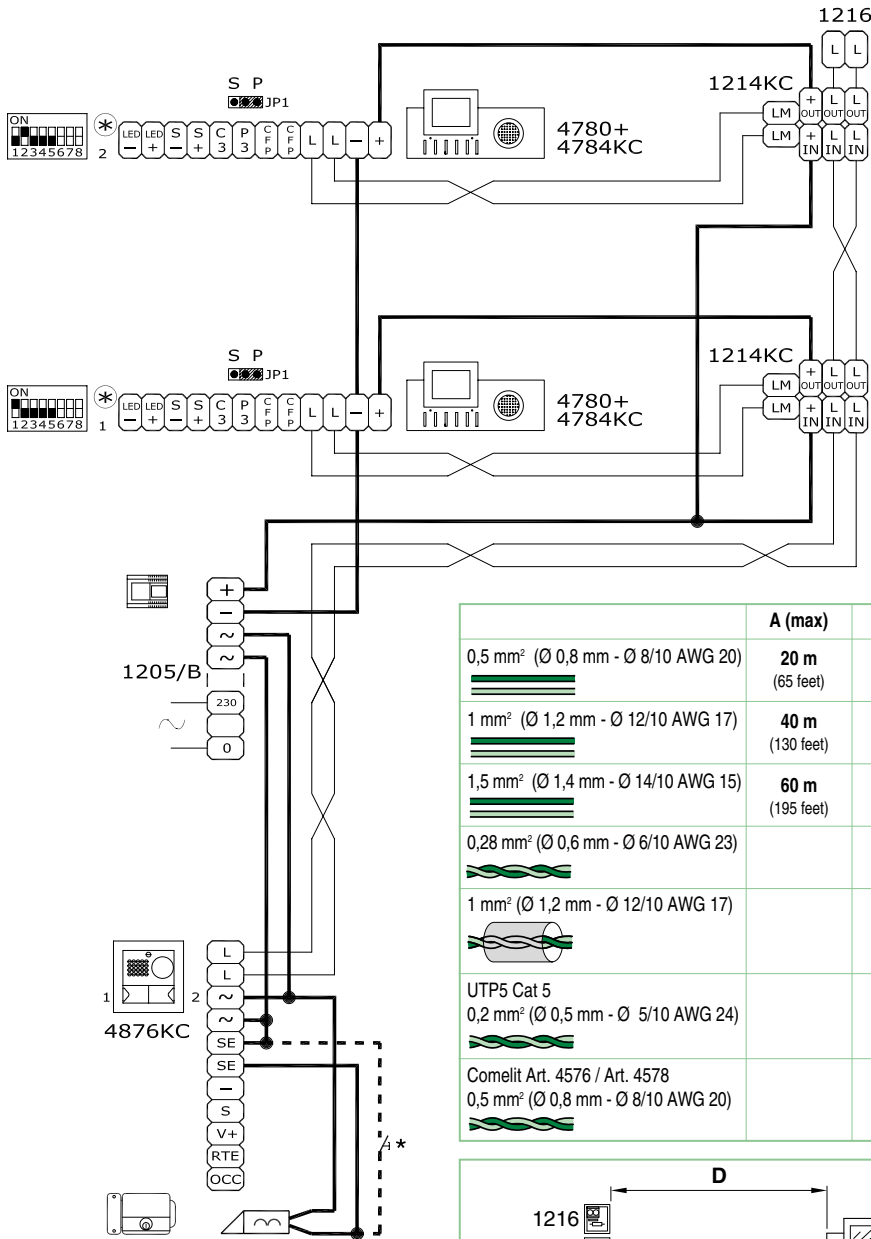 1216
L L
S P
JP1
1214KC
ON
12345678
* 2
LED − LED + S − S + C 3 P 3 C F P C F P L L − +
4780+
4784KC
LM + OUT L OUT L OUT
LM + IN L IN L IN
S P
JP1
1214KC
ON
12345678
* 1
LED − LED + S − S + C 3 P 3 C F P C F P L L − +
4780+
4784KC
LM + OUT L OUT L OUT
LM + IN L IN L IN
+
−
~
~
1205/B
230
~
0
A (max)
0,5 mm² (Ø 0,8 mm - Ø 8/10 AWG 20)
20 m
(65 feet)
1 mm² (Ø 1,2 mm - Ø 12/10 AWG 17)
40 m
(130 feet)
1,5 mm² (Ø 1,4 mm - Ø 14/10 AWG 15)
60 m
(195 feet)
0,28 mm² (Ø 0,6 mm - Ø 6/10 AWG 23)
1 mm² (Ø 1,2 mm - Ø 12/10 AWG 17)
UTP5 Cat 5
0,2 mm² (Ø 0,5 mm - Ø 5/10 AWG 24)
Comelit Art. 4576 / Art. 4578
0,5 mm² (Ø 0,8 mm - Ø 8/10 AWG 20)
1 2
4876KC
L
L
~
~
SE
SE
−
S
V+
RTE
OCC
*
D
1216